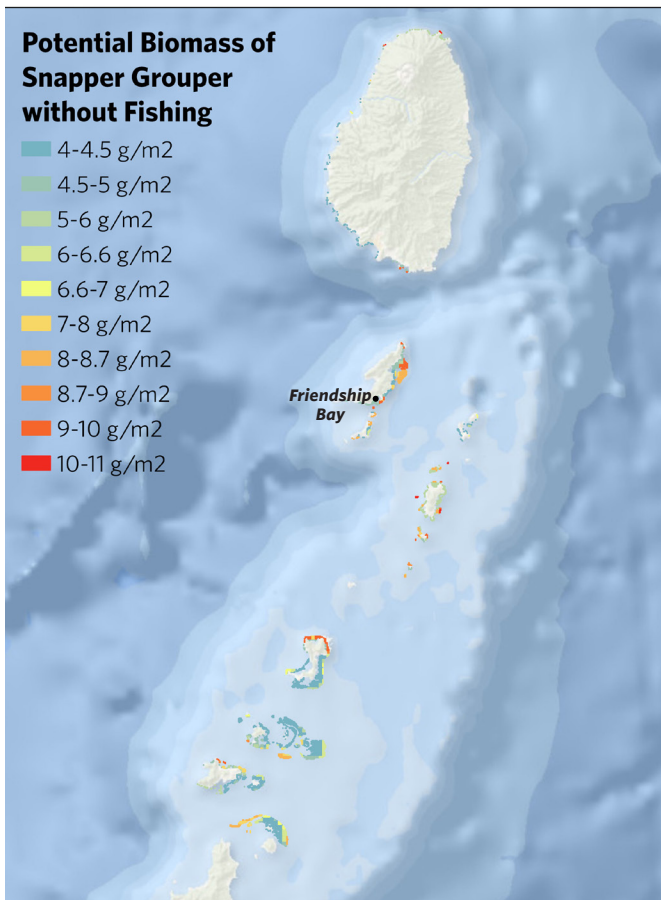 Potential Biomass of
Snapper Grouper
without Fishing
4-4.5 g/m2
4.5-5 g/m2
5-6 g/m2
6-6.6 g/m2
6.6-7 g/m2
7-8 g/m2
8-8.7 g/m2
8.7-9 g/m2
9-10 g/m2
10-11 g/m2
Friendship
Bay